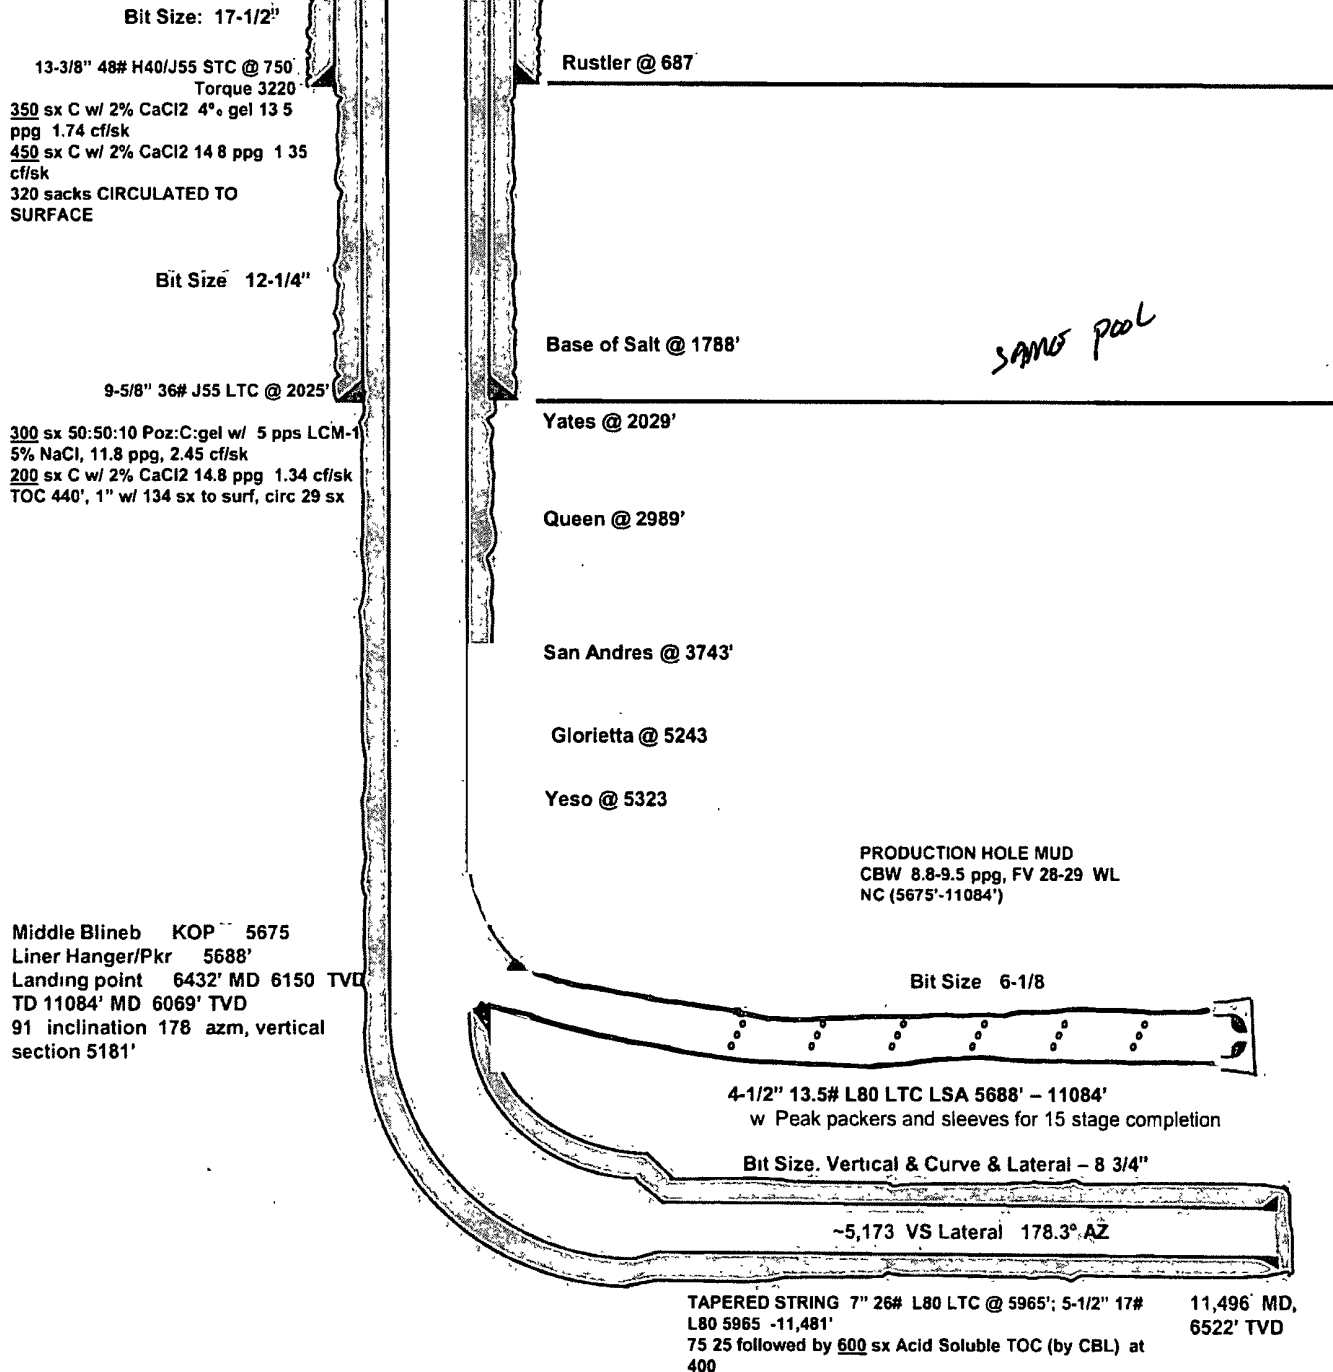 Bit Size: 17-1/2"
13-3/8" 48# H40/J55 STC @ 750'
Torque 3220
350 sx C w/ 2% CaCl2 4% gel 13 5
ppg 1.74 cf/sk
450 sx C w/ 2% CaCl2 14 8 ppg 1 35
cf/sk
320 sacks CIRCULATED TO
SURFACE
Rustler @ 687'
Bit Size 12-1/4"
Base of Salt @ 1788'
SAME POOL
9-5/8" 36# J55 LTC @ 2025'
Yates @ 2029'
300 sx 50:50:10 Poz:C:gel w/ 5 pps LCM-1
5% NaCl, 11.8 ppg, 2.45 cf/sk
200 sx C w/ 2% CaCl2 14.8 ppg 1.34 cf/sk
TOC 440', 1" w/ 134 sx to surf, circ 29 sx
Queen @ 2989'
San Andres @ 3743'
Glorietta @ 5243
Yeso @ 5323
PRODUCTION HOLE MUD
CBW 8.8-9.5 ppg, FV 28-29 WL
NC (5675'-11084')
Middle Blineb KOP 5675
Liner Hanger/Pkr 5688'
Landing point 6432' MD 6150 TVD
TD 11084' MD 6069' TVD
91 inclination 178 azm, vertical
section 5181'
Bit Size 6-1/8
4-1/2" 13.5# L80 LTC LSA 5688' – 11084'
w Peak packers and sleeves for 15 stage completion
Bit Size. Vertical & Curve & Lateral – 8 3/4"
~5,173 VS Lateral 178.3° AZ
TAPERED STRING 7" 26# L80 LTC @ 5965'; 5-1/2" 17#
L80 5965 -11,481'
75 25 followed by 600 sx Acid Soluble TOC (by CBL) at
400
11,496' MD,
6522' TVD